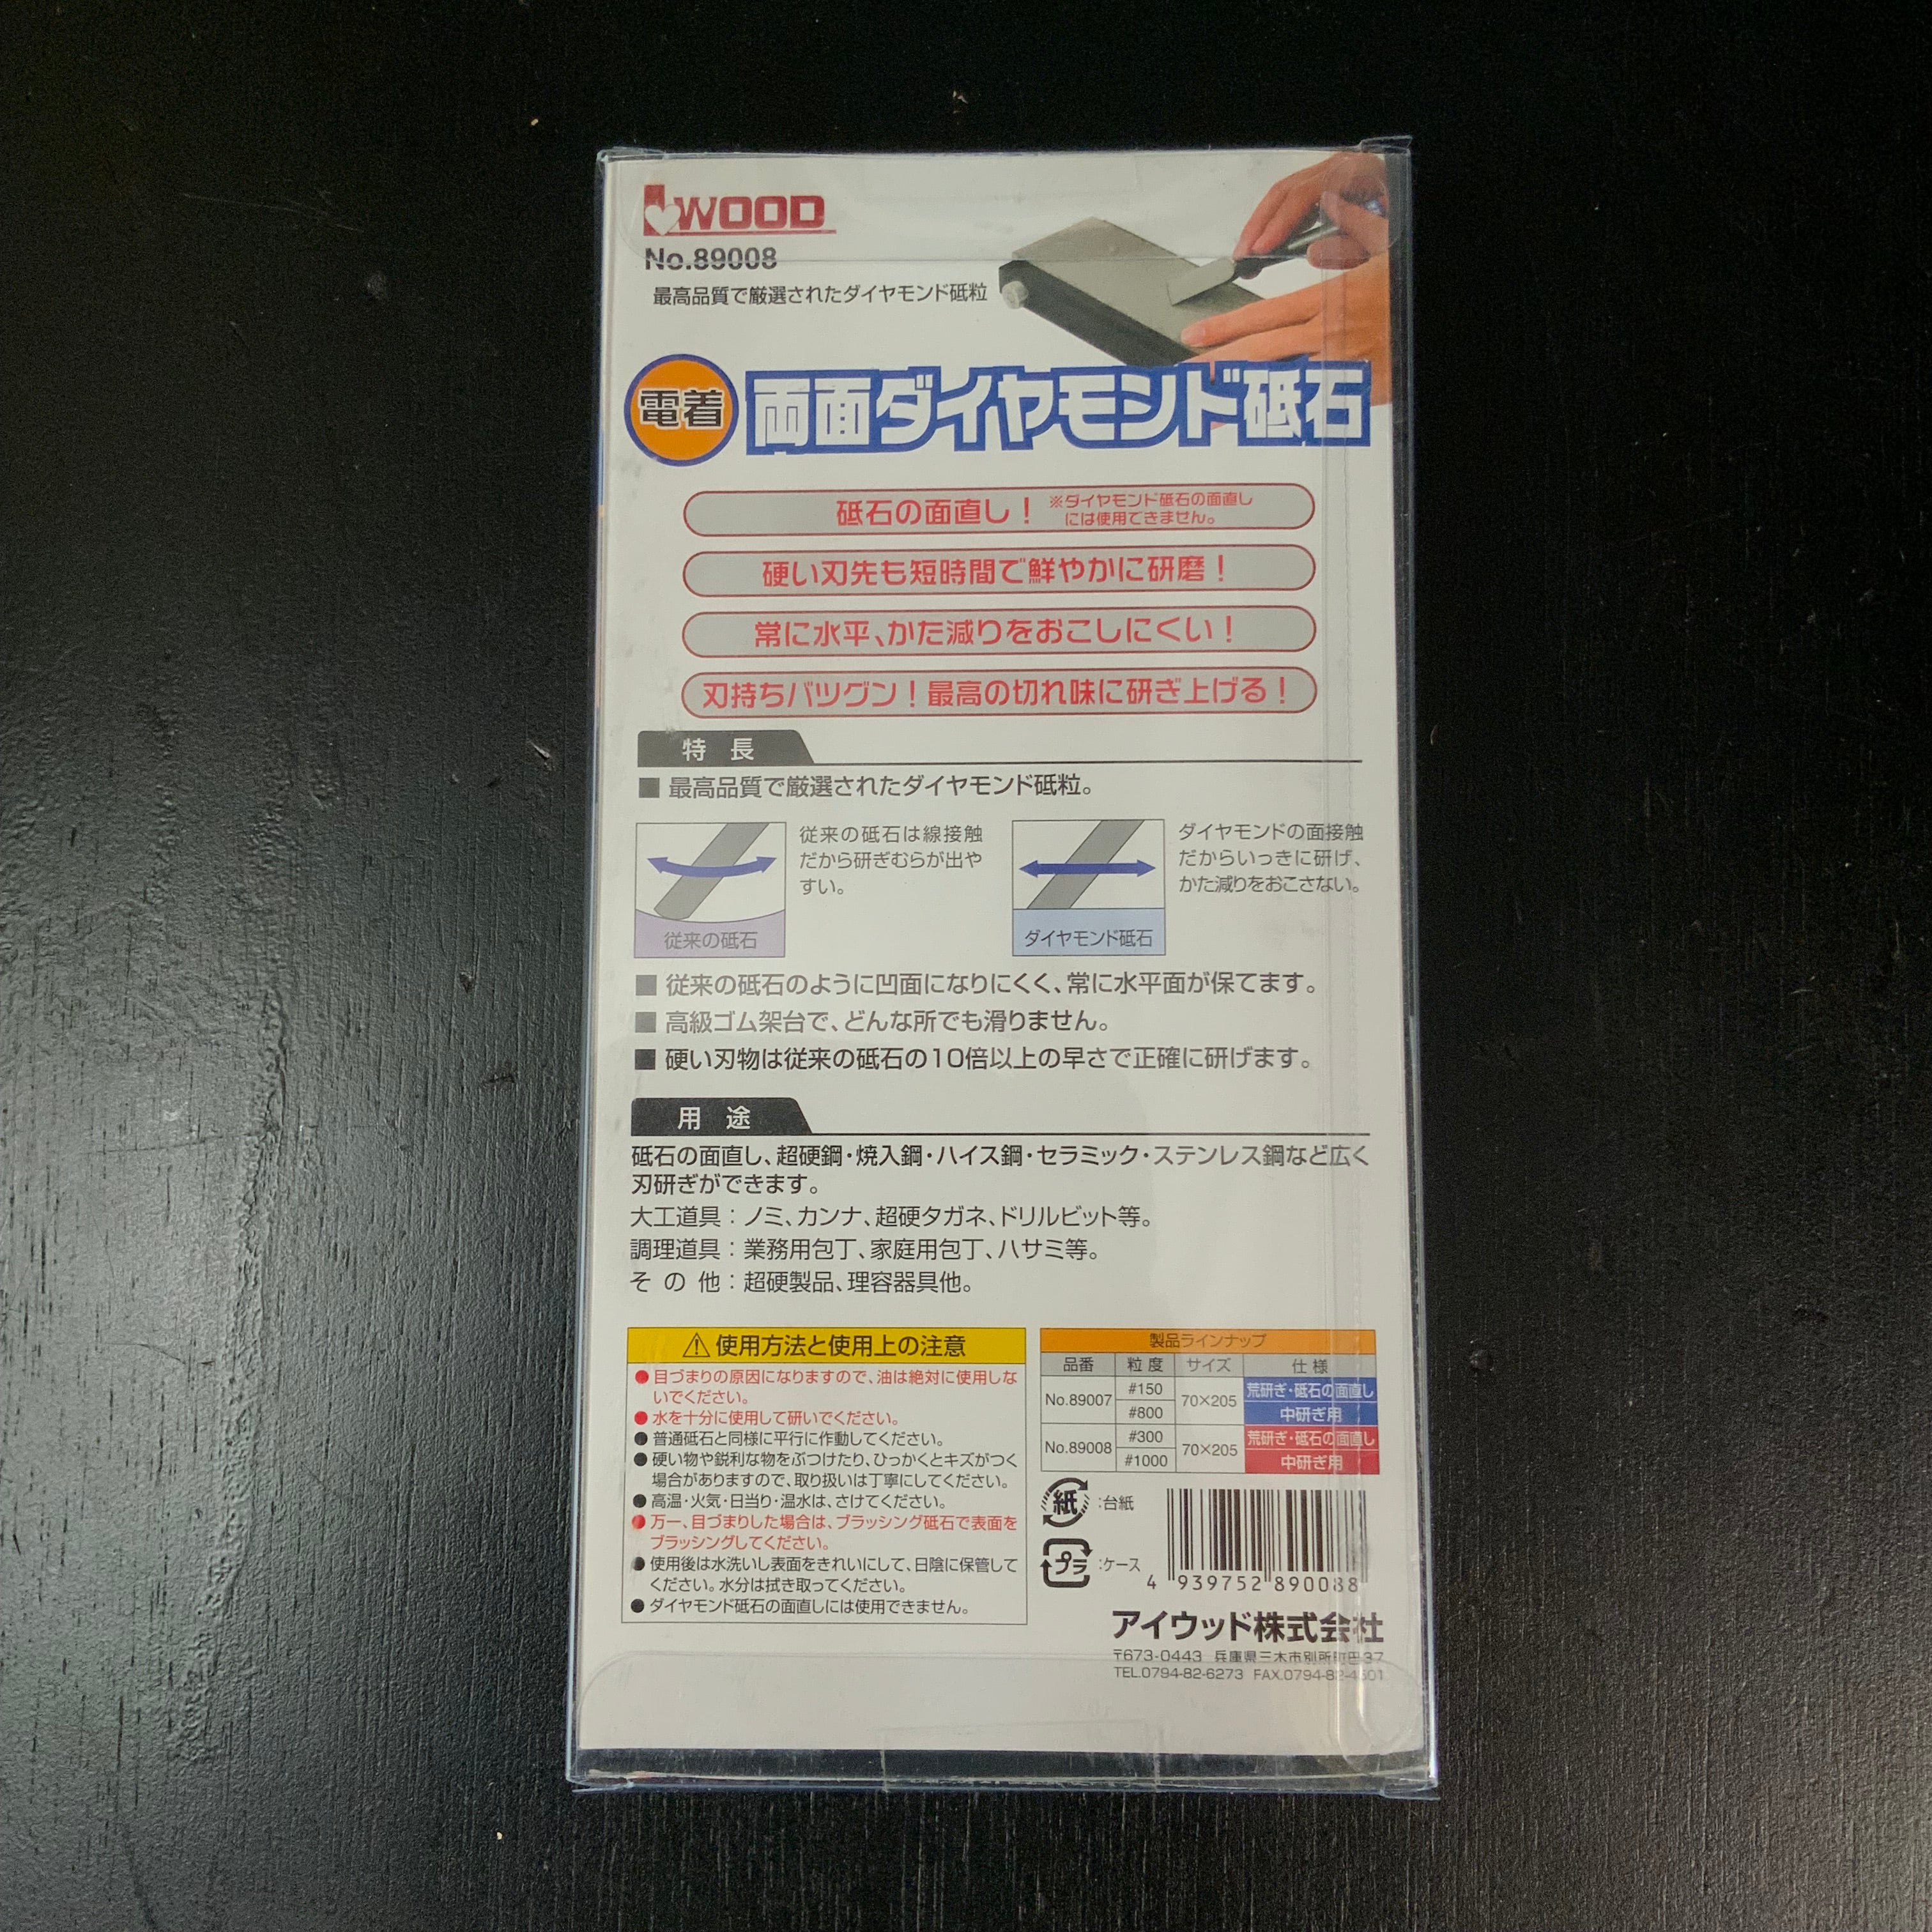 IWOOD
No.89008
最高品質で厳選されたダイヤモンド砥粒
電着
両面ダイヤモンド砥石
砥石の面直し！
※ダイヤモンド砥石の面直し
には使用できません。
硬い刃先も短時間で鮮やかに研磨！
常に水平、かた減りをおこしにくい！
刃持ちバツグン！最高の切れ味に研ぎ上げる！
特長
■ 最高品質で厳選されたダイヤモンド砥粒。
従来の砥石は線接触
だから研ぎむらが出や
すい。
従来の砥石
ダイヤモンドの面接触
だからいっきに研げ、
かた減りをおこさない。
ダイヤモンド砥石
■ 従来の砥石のように凹面になりにくく、常に水平面が保てます。
■ 高級ゴム架台で、どんな所でも滑りません。
■ 硬い刃物は従来の砥石の10倍以上の早さで正確に研げます。
用途
砥石の面直し、超硬鋼・焼入鋼・ハイス鋼・セラミック・ステンレス鋼など広く
刃研ぎができます。
大工道具：ノミ、カンナ、超硬タガネ、ドリルビット等。
調理道具：業務用包丁、家庭用包丁、ハサミ等。
その他：超硬製品、理容器具他。
⚠使用方法と使用上の注意
●目づまりの原因になりますので、油は絶対に使用しな
いでください。
●水を十分に使用して研いでください。
●普通砥石と同様に平行に作動してください。
●硬い物や鋭利な物をぶつけたり、ひっかくとキズがつく
場合がありますので、取り扱いは丁寧にしてください。
●高温・火気・日当り・温水は、さけてください。
●万一、目づまりした場合は、ブラッシング砥石で表面を
ブラッシングしてください。
●使用後は水洗いし表面をきれいにして、日陰に保管して
ください。水分は拭き取ってください。
●ダイヤモンド砥石の面直しには使用できません。
製品ラインナップ
品番 粒度 サイズ 仕様
No.89007 #150 70×205 荒研ぎ・砥石の面直し
#800 中研ぎ用
No.89008 #300 70×205 荒研ぎ・砥石の面直し
#1000 中研ぎ用
紙：台紙
プラ：ケース
4 939752 890088
アイウッド株式会社
〒673-0443 兵庫県三木市別所町巴37
TEL.0794-82-6273 FAX.0794-82-4501